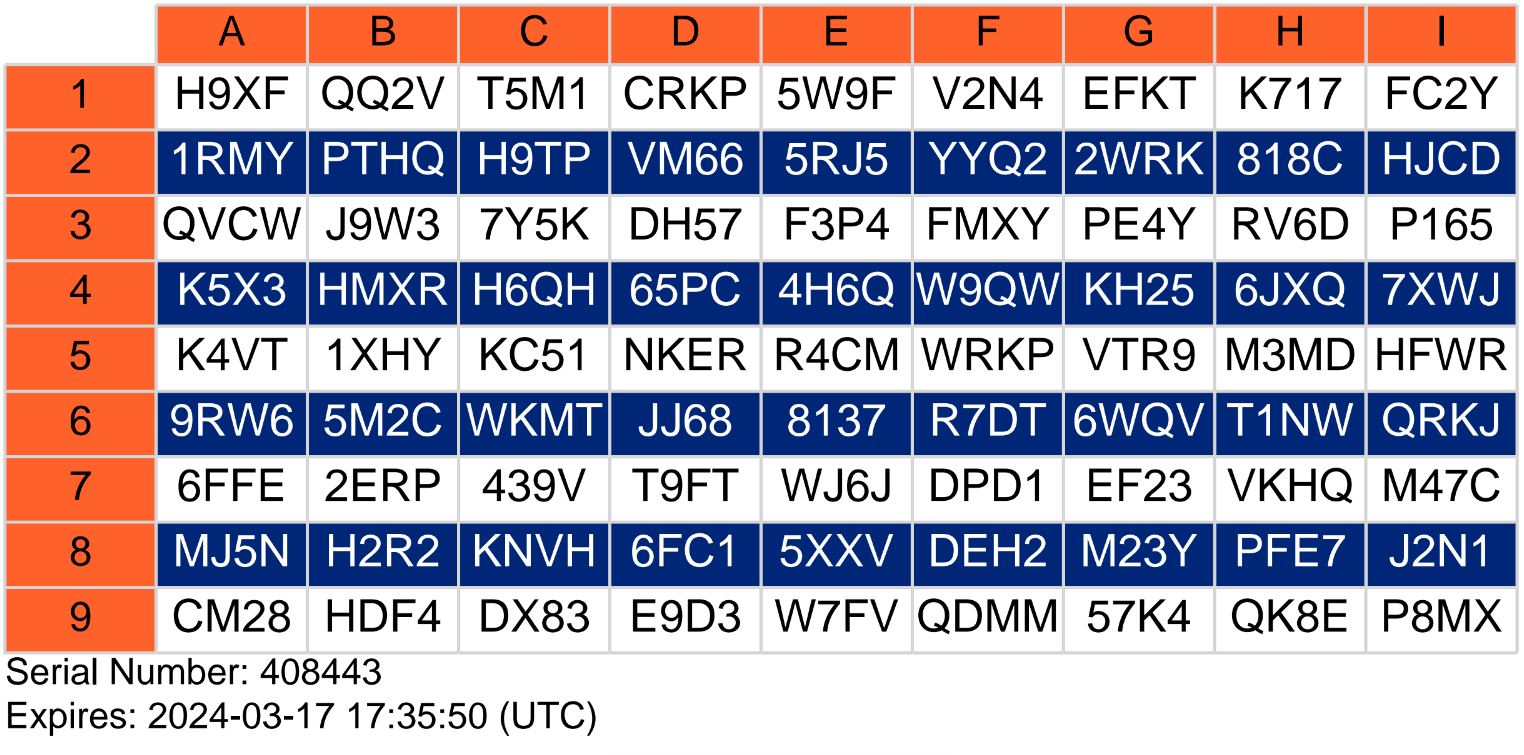 A B C D E F G H I
1 H9XF QQ2V T5M1 CRKP 5W9F V2N4 EFKT K717 FC2Y
2 1RMY PTHQ H9TP VM66 5RJ5 YYQ2 2WRK 818C HJCD
3 QVCW J9W3 7Y5K DH57 F3P4 FMXY PE4Y RV6D P165
4 K5X3 HMXR H6QH 65PC 4H6Q W9QW KH25 6JXQ 7XWJ
5 K4VT 1XHY KC51 NKER R4CM WRKP VTR9 M3MD HFWR
6 9RW6 5M2C WKMT JJ68 8137 R7DT 6WQV T1NW QRKJ
7 6FFE 2ERP 439V T9FT WJ6J DPD1 EF23 VKHQ M47C
8 MJ5N H2R2 KNVH 6FC1 5XXV DEH2 M23Y PFE7 J2N1
9 CM28 HDF4 DX83 E9D3 W7FV QDMM 57K4 QK8E P8MX
Serial Number: 408443
Expires: 2024-03-17 17:35:50 (UTC)